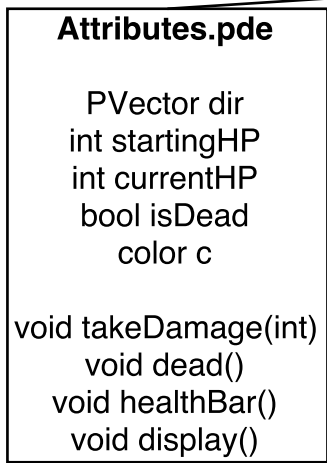 Attributes.pde
PVector dir
int startingHP
int currentHP
bool isDead
color c
void takeDamage(int)
void dead()
void healthBar()
void display()